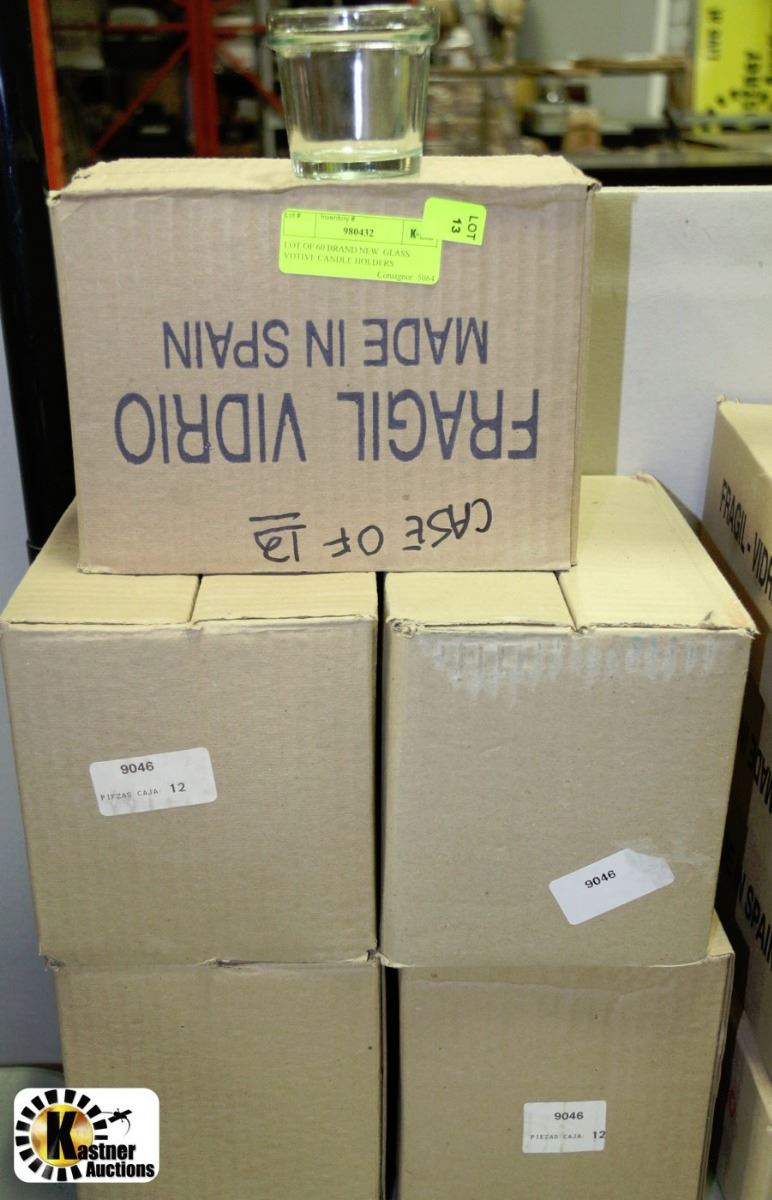 Lot #
Inventory #
980432
LOT 13
LOT OF 60 BRAND NEW GLASS
VOTIVE CANDLE HOLDERS
Consignor: 5064
MADE IN SPAIN
FRAGIL VIDRIO
CASE OF 12
9046
PIEZAS CAJA: 12
9046
9046
PIEZAS CAJA: 12
Kastner
Auctions